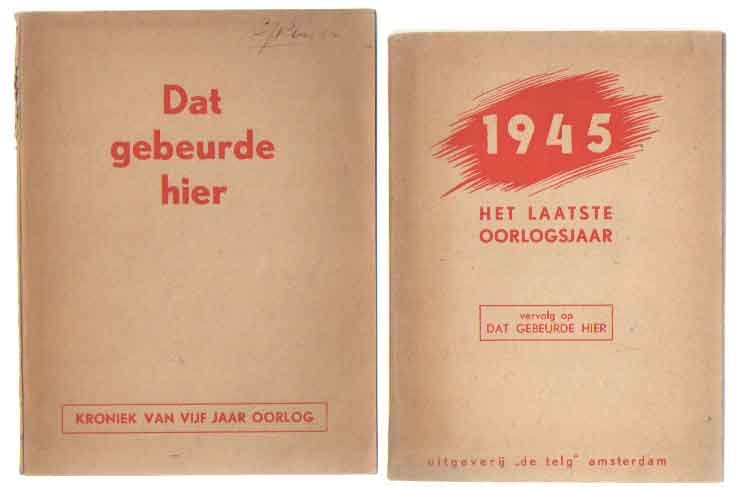 Dat
gebeurde
hier
KRONIEK VAN VIJF JAAR OORLOG
1945
HET LAATSTE
OORLOGSJAAR
vervolg op
DAT GEBEURDE HIER
uitgeverij „de telg" amsterdam